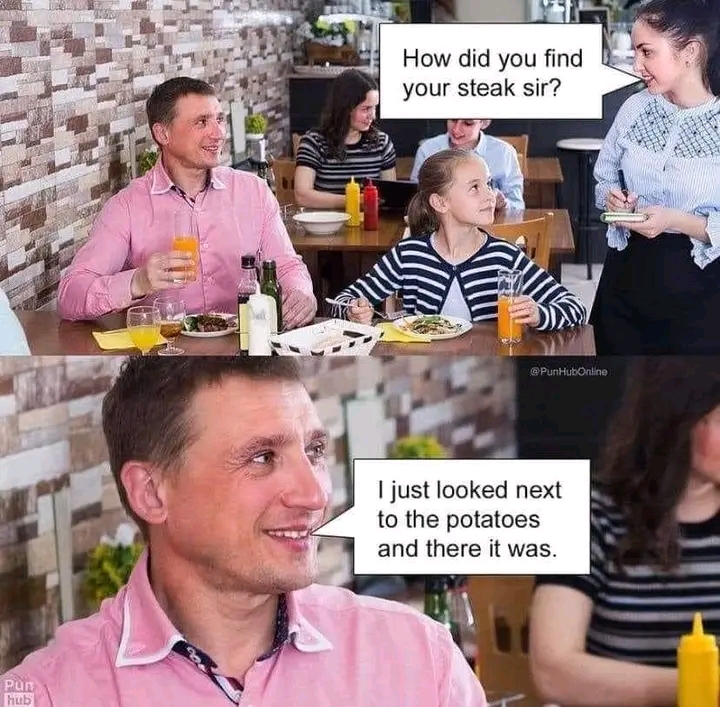 How did you find
your steak sir?
@PunHubOnline
I just looked next
to the potatoes
and there it was.
Pun
hub